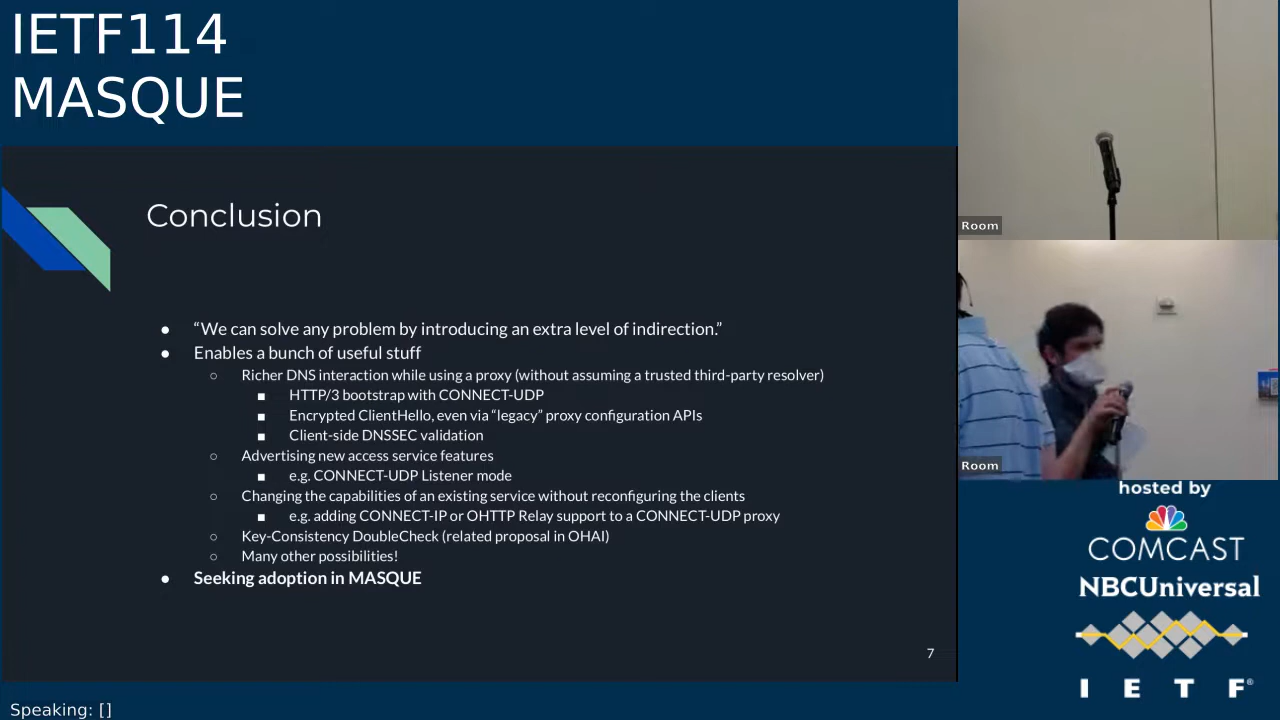 IETF114
MASQUE
Conclusion
● “We can solve any problem by introducing an extra level of indirection.”
● Enables a bunch of useful stuff
○ Richer DNS interaction while using a proxy (without assuming a trusted third-party resolver)
■ HTTP/3 bootstrap with CONNECT-UDP
■ Encrypted ClientHello, even via “legacy” proxy configuration APIs
■ Client-side DNSSEC validation
○ Advertising new access service features
■ e.g. CONNECT-UDP Listener mode
○ Changing the capabilities of an existing service without reconfiguring the clients
■ e.g. adding CONNECT-IP or OHTTP Relay support to a CONNECT-UDP proxy
○ Key-Consistency DoubleCheck (related proposal in OHAI)
○ Many other possibilities!
● Seeking adoption in MASQUE
7
Room
Room
hosted by
COMCAST
NBCUniversal
I E T F®
Speaking: []